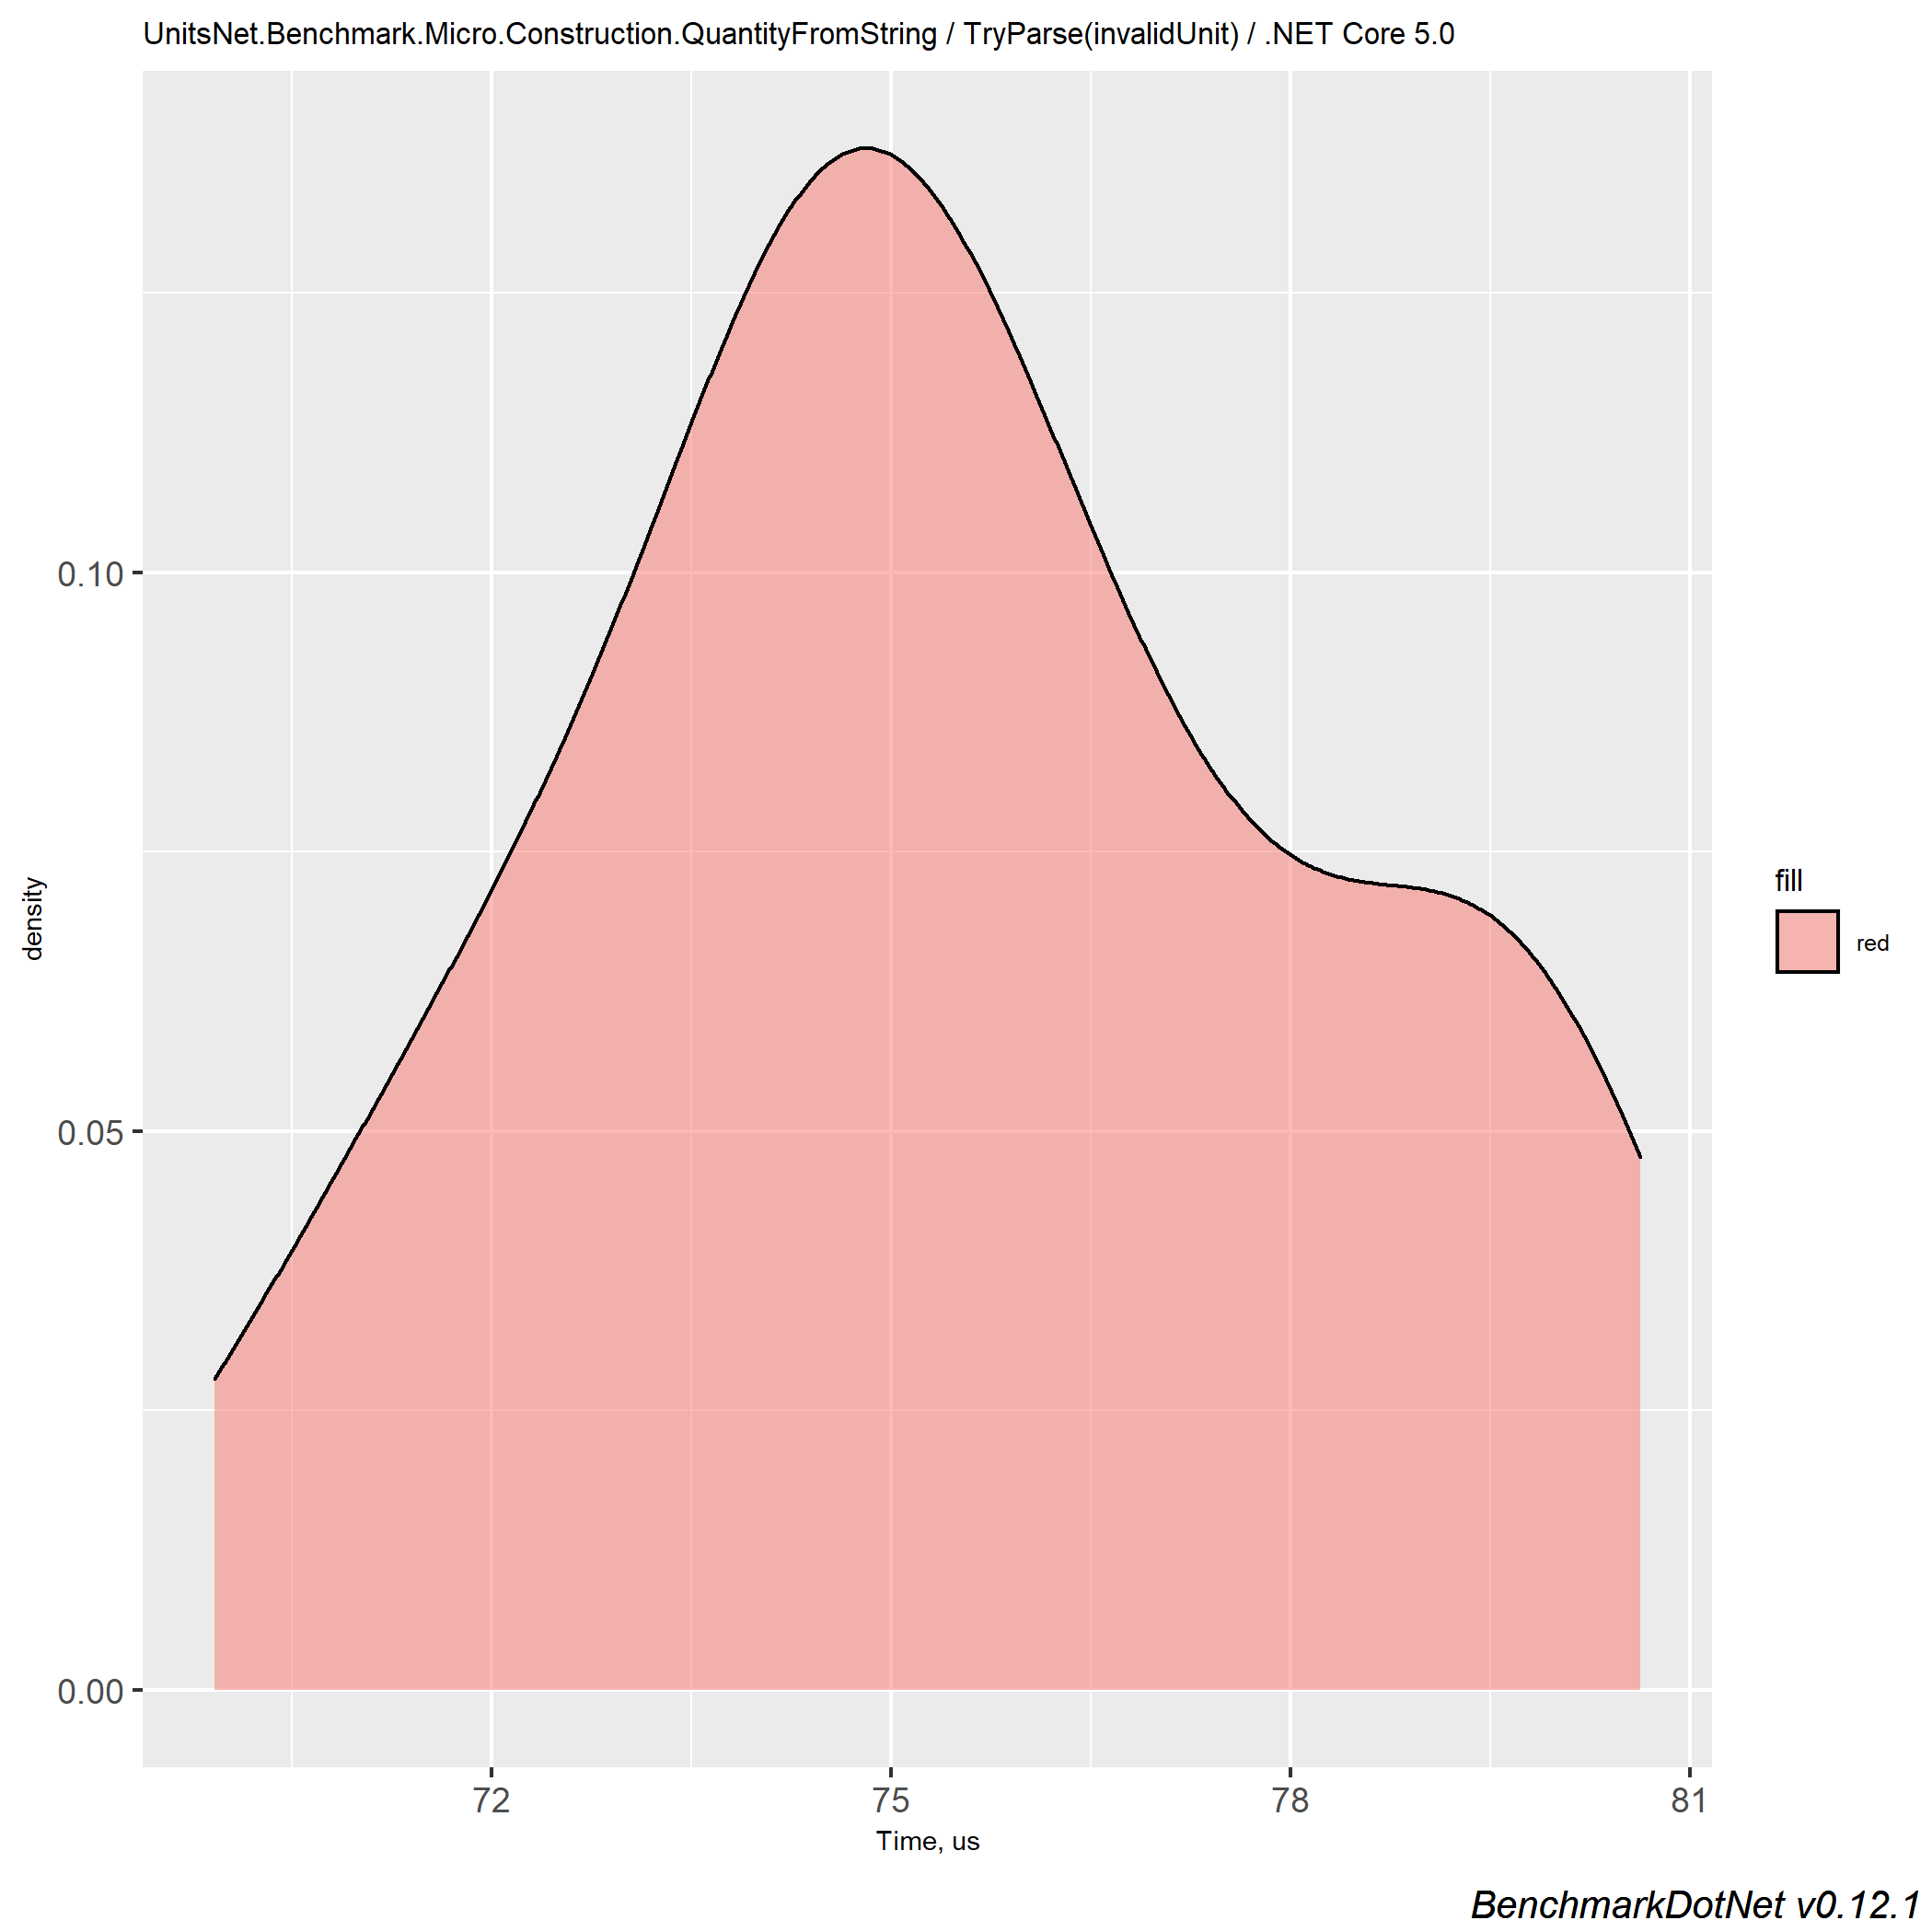 UnitsNet.Benchmark.Micro.Construction.QuantityFromString / TryParse(invalidUnit) / .NET Core 5.0
density
0.10
0.05
0.00
72 75 78 81
Time, us
fill
red
BenchmarkDotNet v0.12.1